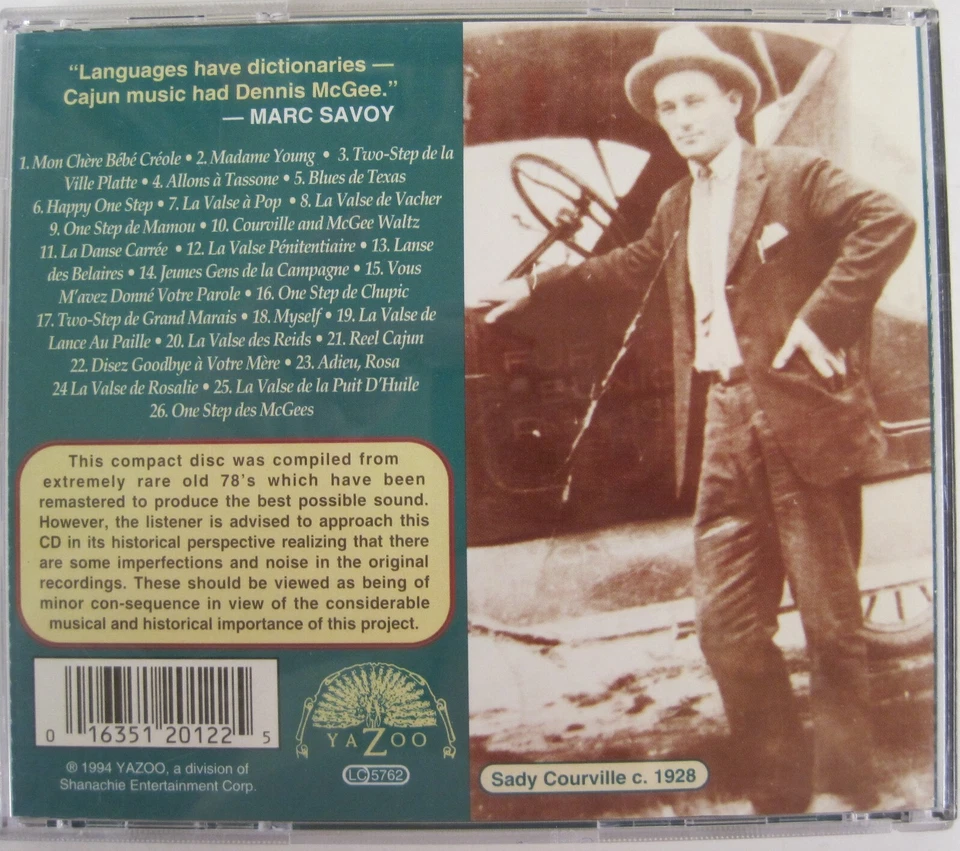 “Languages have dictionaries —
Cajun music had Dennis McGee.”
— MARC SAVOY
1. Mon Chère Bébé Créole • 2. Madame Young • 3. Two-Step de la
Ville Platte • 4. Allons à Tassone • 5. Blues de Texas
6. Happy One Step • 7. La Valse à Pop • 8. La Valse de Vacher
9. One Step de Mamou • 10. Courville and McGee Waltz
11. La Danse Carrée • 12. La Valse Pénitentiaire • 13. Lanse
des Belaires • 14. Jeunes Gens de la Campagne • 15. Vous
M'avez Donné Votre Parole • 16. One Step de Chupic
17. Two-Step de Grand Marais • 18. Myself • 19. La Valse de
Lance Au Paille • 20. La Valse des Reids • 21. Reel Cajun
22. Disez Goodbye à Votre Mère • 23. Adieu, Rosa
24 La Valse de Rosalie • 25. La Valse de la Puit D'Huile
26. One Step des McGees
This compact disc was compiled from
extremely rare old 78's which have been
remastered to produce the best possible sound.
However, the listener is advised to approach this
CD in its historical perspective realizing that there
are some imperfections and noise in the original
recordings. These should be viewed as being of
minor con-sequence in view of the considerable
musical and historical importance of this project.
0 16351 20122 5
YAZOO
LC 5762
℗ 1994 YAZOO, a division of
Shanachie Entertainment Corp.
Sady Courville c. 1928